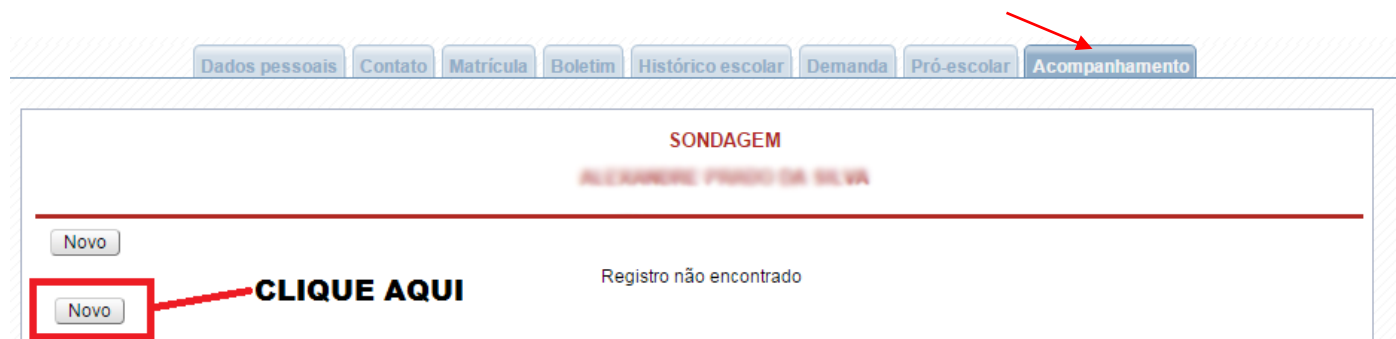 Dados pessoais Contato Matrícula Boletim Histórico escolar Demanda Pró-escolar Acompanhamento
SONDAGEM
Novo
Registro não encontrado
CLIQUE AQUI
Novo